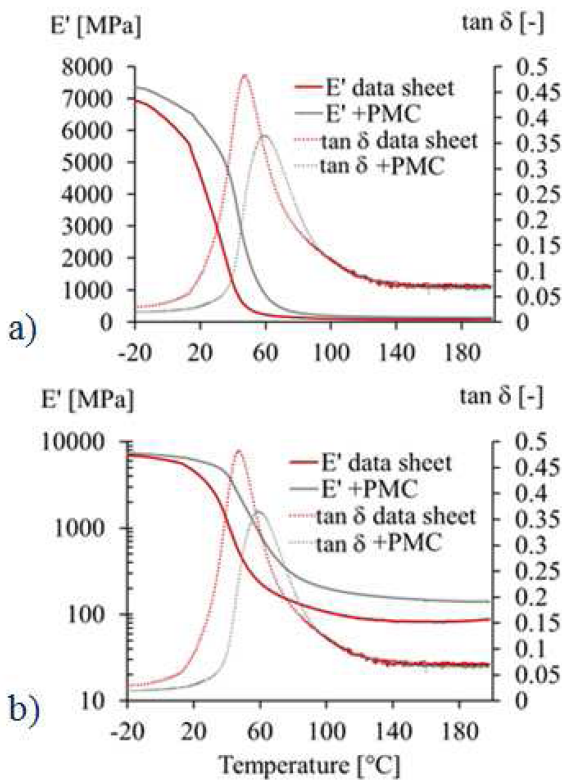 E' [MPa] tan δ [-]
8000 0.5
7000 0.45
6000 0.4
5000 0.35
4000 0.3
3000 0.25
2000 0.2
1000 0.15
0 0.1
0.05
0
E' data sheet
E' +PMC
tan δ data sheet
tan δ +PMC
a)
-20 20 60 100 140 180
E' [MPa] tan δ [-]
10000 0.5
1000 0.45
100 0.4
10 0.35
0.3
0.25
0.2
0.15
0.1
0.05
0
E' data sheet
E' +PMC
tan δ data sheet
tan δ +PMC
b)
-20 20 60 100 140 180
Temperature [°C]